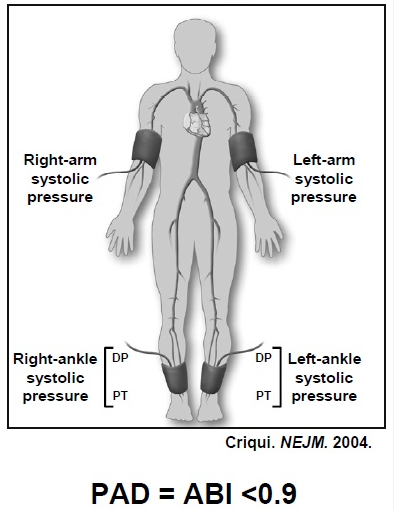 Right-arm
systolic
pressure
Left-arm
systolic
pressure
Right-ankle
systolic
pressure
DP
PT
DP
PT
Left-ankle
systolic
pressure
Criqui. NEJM. 2004.
PAD = ABI <0.9